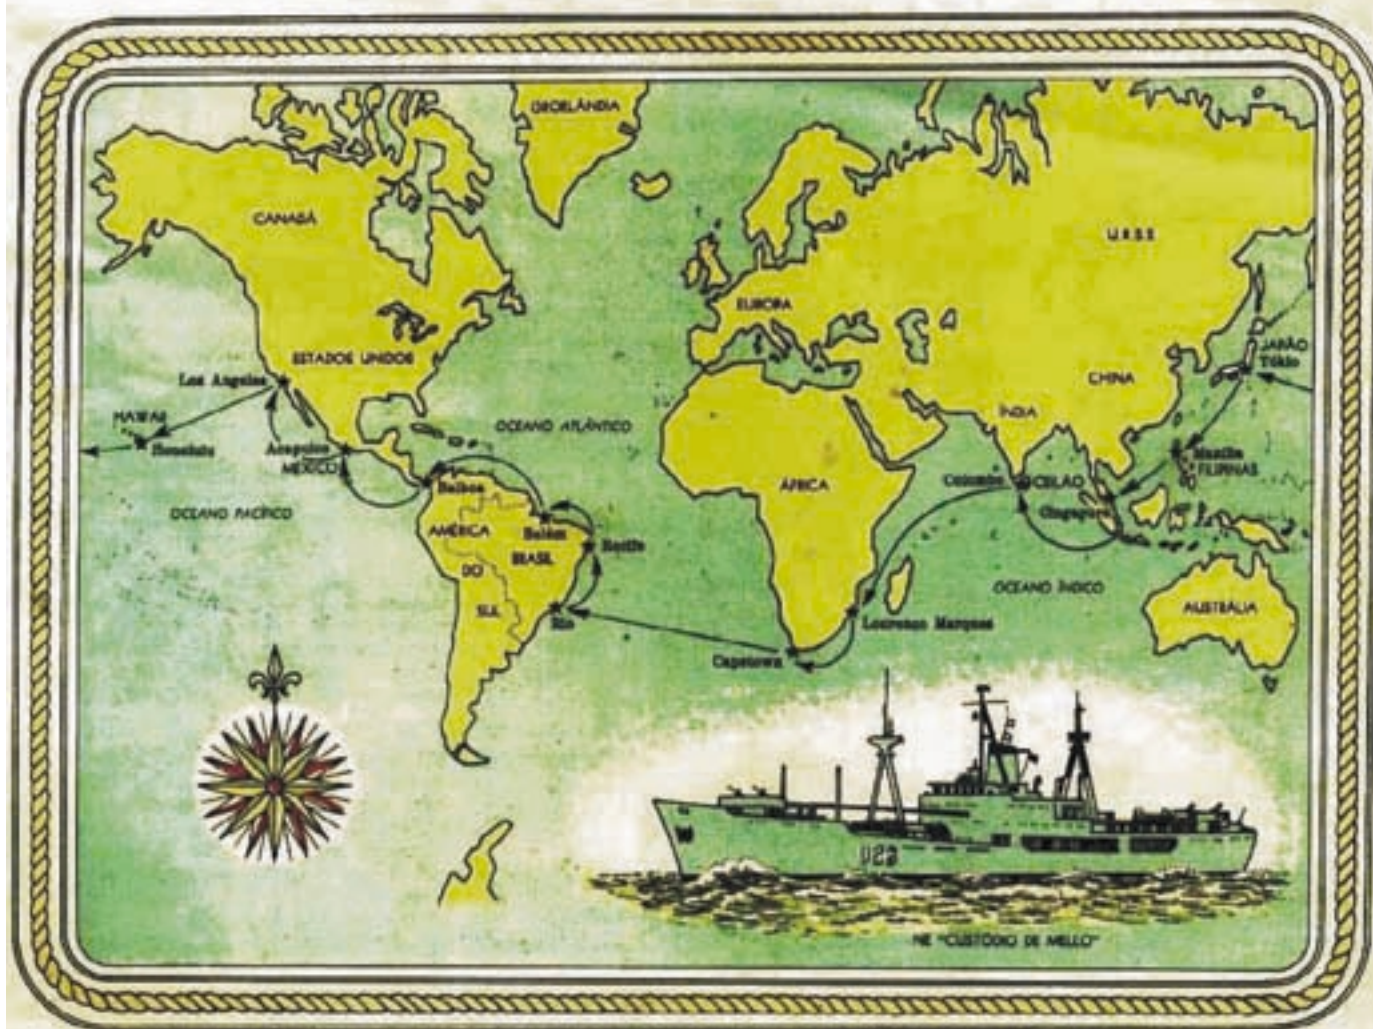 GROELÂNDIA
CANADÁ
U.R.S.S
EUROPA
ESTADOS UNIDOS
JAPÃO
Tókio
Los Angeles
CHINA
ÍNDIA
HAWAI
Honolulu
OCEANO ATLÂNTICO
Acapulco
MÉXICO
Manila
FILIPINAS
Balboa
ÁFRICA
Colombo
CEILÃO
OCEANO PACÍFICO
Singapura
AMÉRICA
DO
SUL
Belém
BRASIL
Recife
OCEANO ÍNDICO
AUSTRÁLIA
Rio
Lourenço Marques
Capetown
U23
NE "CUSTÓDIO DE MELLO"